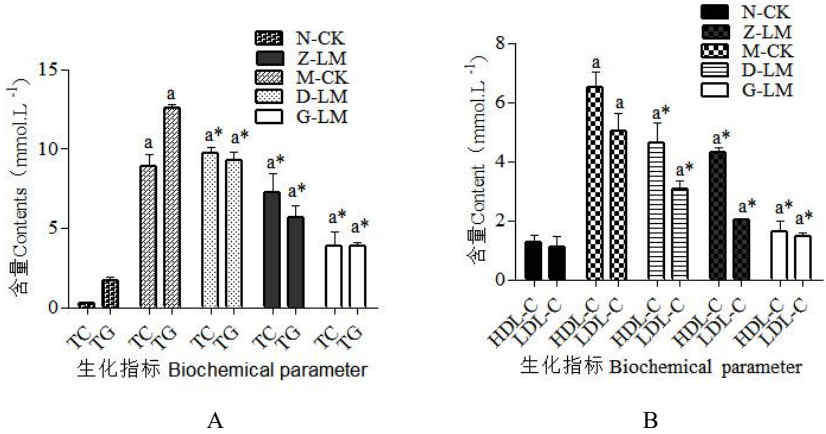 N-CK
Z-LM
M-CK
D-LM
G-LM
含量Contents (mmol.L -1)
15
10
5
0
a
a
a*
a*
a*
a*
a*
a*
TC
TG
TC
TG
TC
TG
TC
TG
TC
TG
生化指标 Biochemical parameter
A
N-CK
Z-LM
M-CK
D-LM
G-LM
含量Content (mmol.L -1)
8
6
4
2
0
a
a
a*
a*
a*
a*
a*
a*
HDL-C
LDL-C
HDL-C
LDL-C
HDL-C
LDL-C
HDL-C
LDL-C
HDL-C
LDL-C
生化指标 Biochemical parameter
B